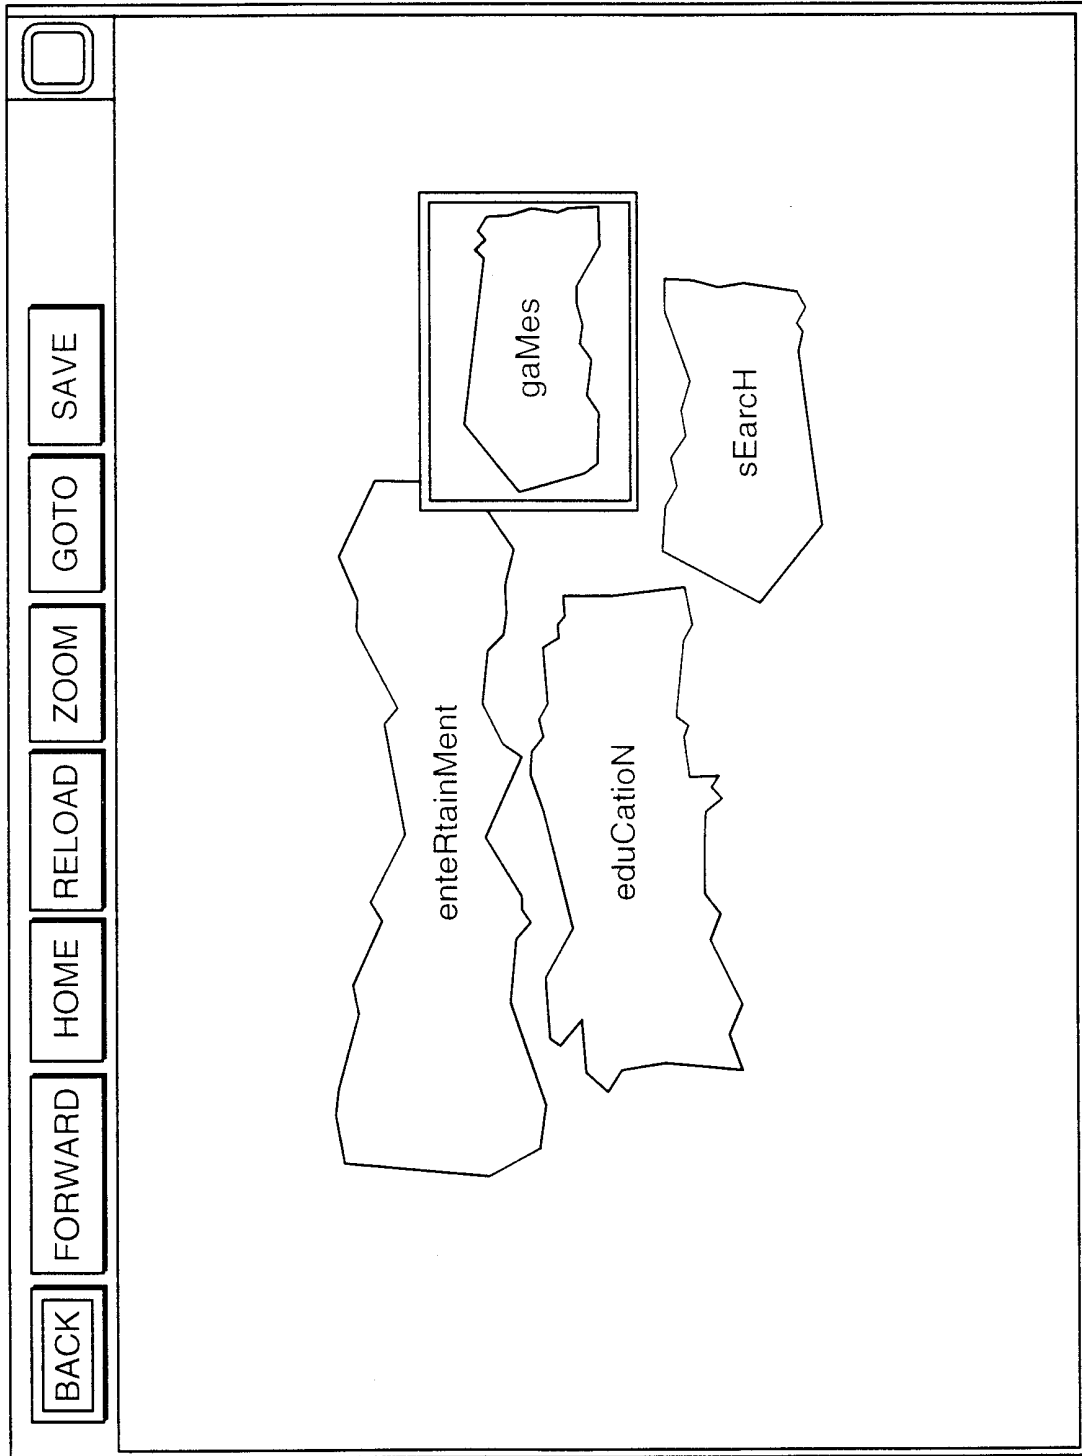 BACK FORWARD HOME RELOAD ZOOM GOTO SAVE
enteRtainMent
gaMes
eduCatioN
sEarcH